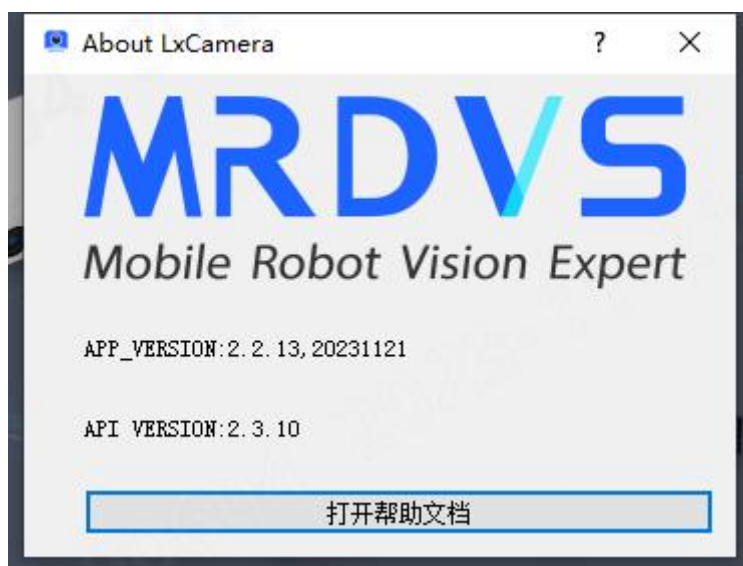 About LxCamera
MRDVS
Mobile Robot Vision Expert
APP_VERSION:2.2.13,20231121
API VERSION:2.3.10
打开帮助文档